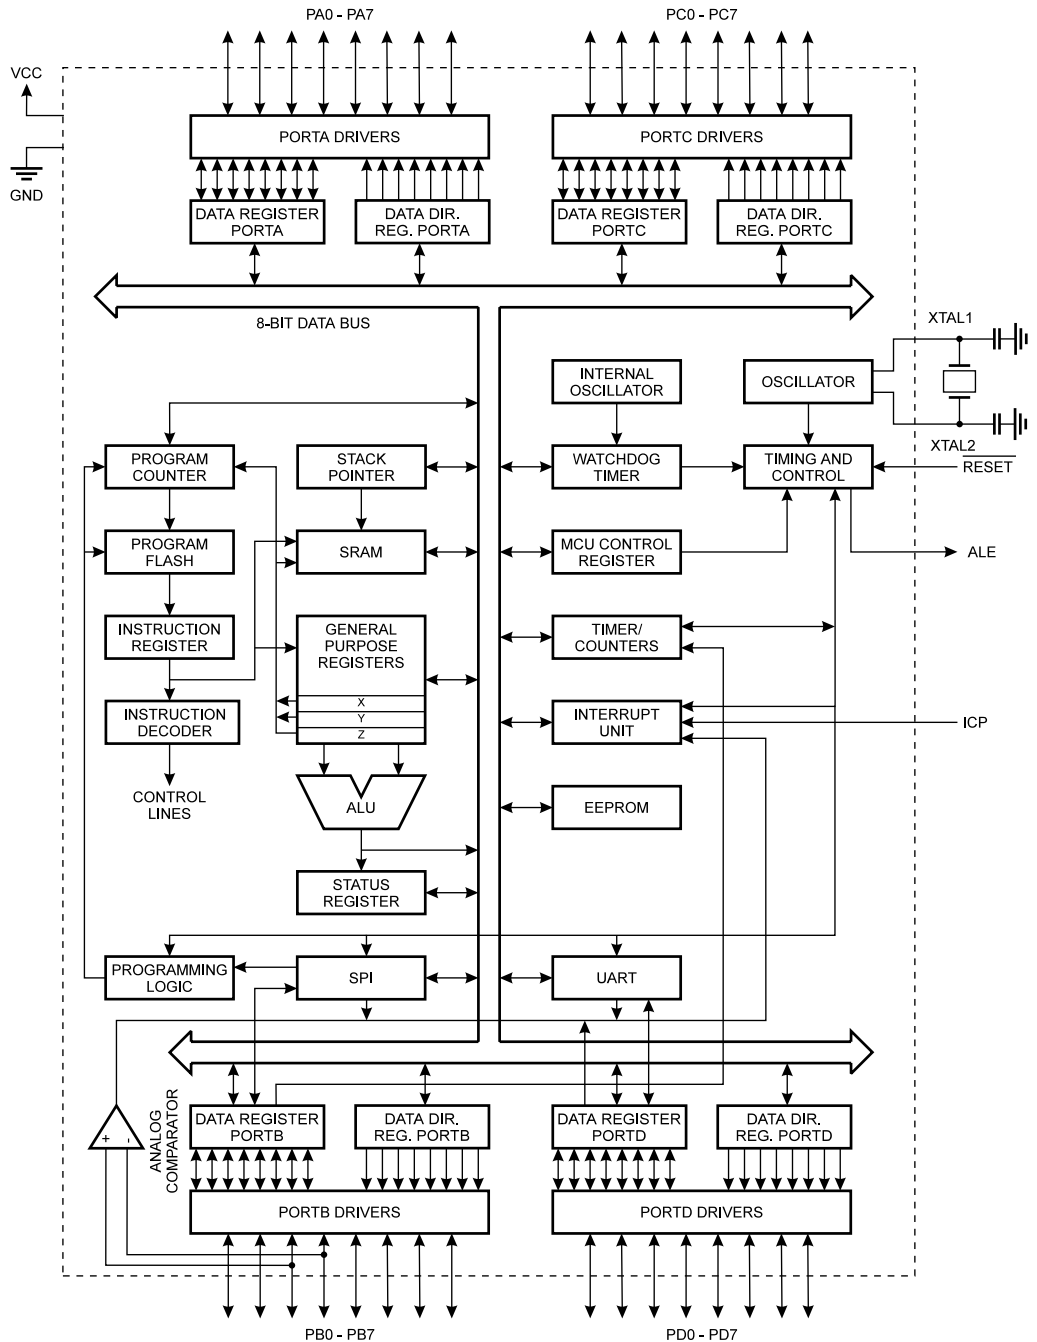 PA0 - PA7
PC0 - PC7
VCC
GND
PORTA DRIVERS
PORTC DRIVERS
DATA REGISTER
PORTA
DATA DIR.
REG. PORTA
DATA REGISTER
PORTC
DATA DIR.
REG. PORTC
8-BIT DATA BUS
XTAL1
INTERNAL
OSCILLATOR
OSCILLATOR
XTAL2
RESET
PROGRAM
COUNTER
STACK
POINTER
WATCHDOG
TIMER
TIMING AND
CONTROL
PROGRAM
FLASH
SRAM
MCU CONTROL
REGISTER
ALE
INSTRUCTION
REGISTER
GENERAL
PURPOSE
REGISTERS
X
Y
Z
TIMER/
COUNTERS
INSTRUCTION
DECODER
INTERRUPT
UNIT
ICP
CONTROL
LINES
ALU
EEPROM
STATUS
REGISTER
PROGRAMMING
LOGIC
SPI
UART
ANALOG
COMPARATOR
+
-
DATA REGISTER
PORTB
DATA DIR.
REG. PORTB
DATA REGISTER
PORTD
DATA DIR.
REG. PORTD
PORTB DRIVERS
PORTD DRIVERS
PB0 - PB7
PD0 - PD7